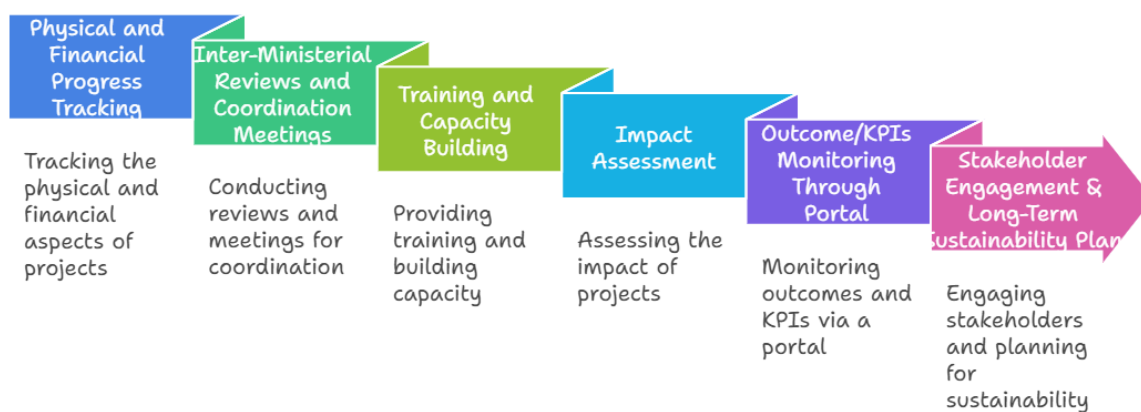 Physical and
Financial
Progress
Tracking
Tracking the
physical and
financial
aspects of
projects
Inter-Ministerial
Reviews and
Coordination
Meetings
Conducting
reviews and
meetings for
coordination
Training and
Capacity
Building
Providing
training and
building
capacity
Impact
Assessment
Assessing the
impact of
projects
Outcome/KPIs
Monitoring
Through
Portal
Monitoring
outcomes and
KPIs via a
portal
Stakeholder
Engagement &
Long-Term
Sustainability Plan
Engaging
stakeholders
and planning
for
sustainability